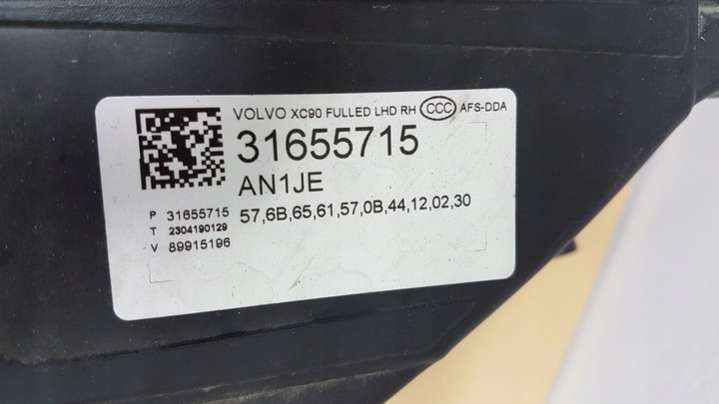 VOLVO XC90 FULLED LHD RH CCC AFS-DDA
31655715
AN1JE
57,6B,65,61,57,0B,44,12,02,30
P 31655715
T 2304190129
V 89915196